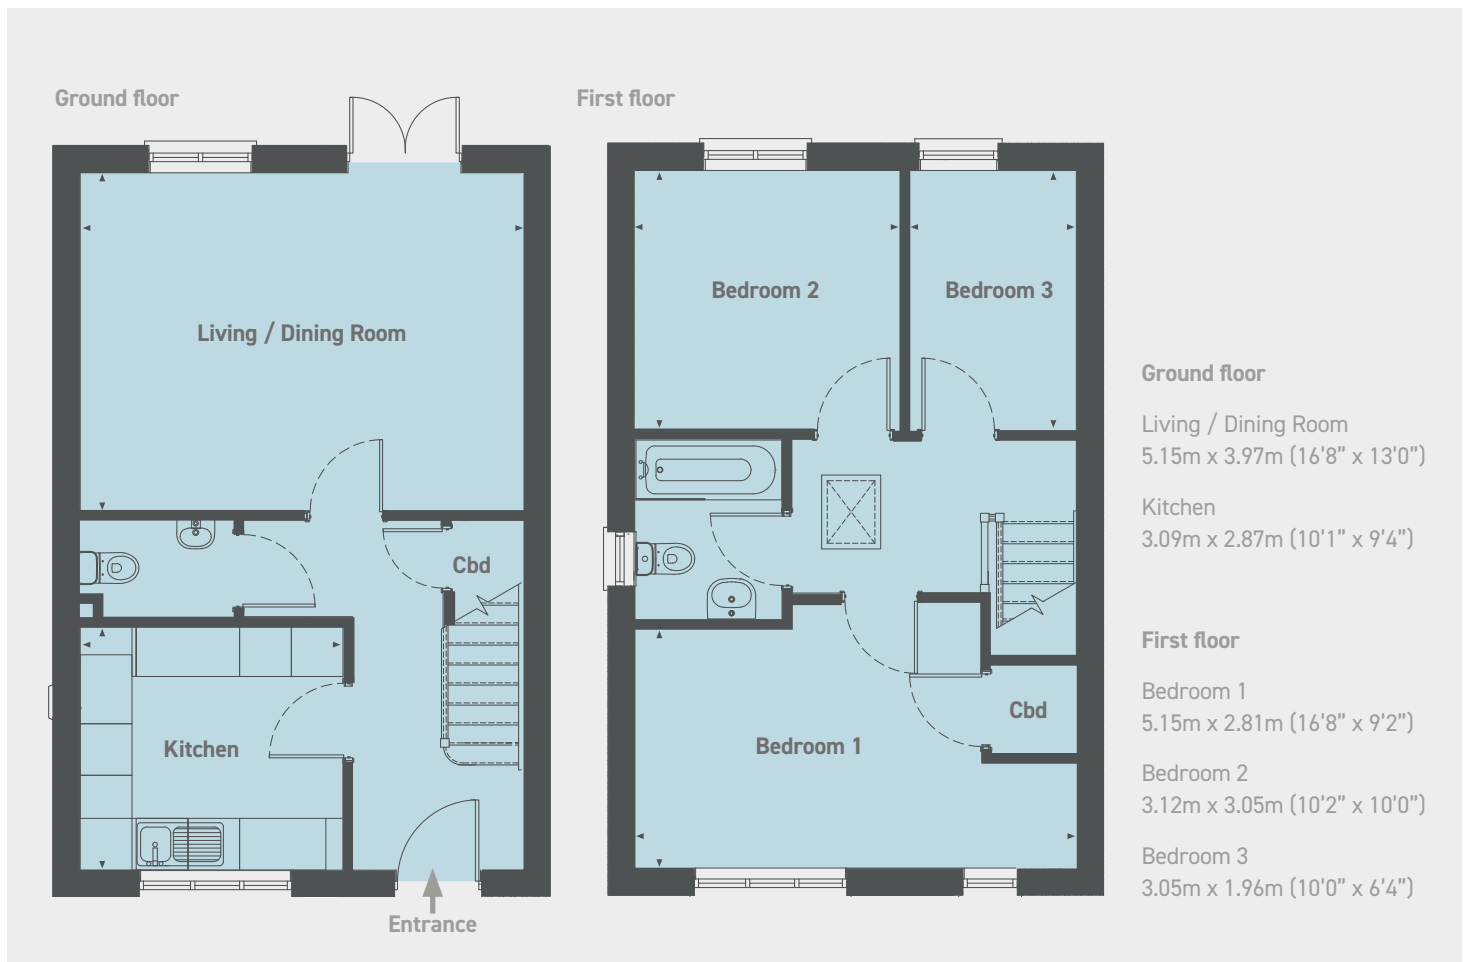 Ground floor
First floor
Living / Dining Room
Cbd
Kitchen
Entrance
Bedroom 2
Bedroom 3
Bedroom 1
Cbd
Ground floor
Living / Dining Room
5.15m x 3.97m (16’8” x 13’0”)
Kitchen
3.09m x 2.87m (10’1” x 9’4”)
First floor
Bedroom 1
5.15m x 2.81m (16’8” x 9’2”)
Bedroom 2
3.12m x 3.05m (10’2” x 10’0”)
Bedroom 3
3.05m x 1.96m (10’0” x 6’4”)